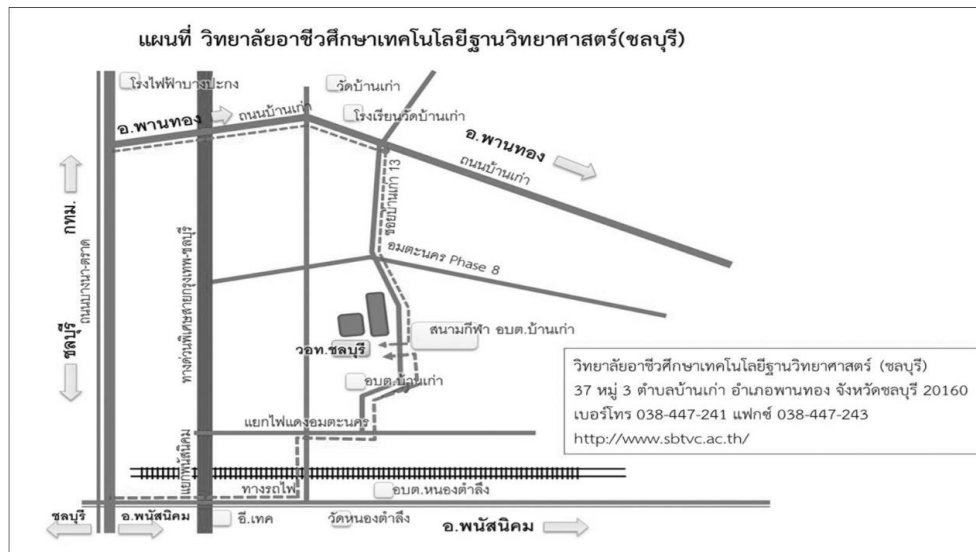 แผนที่ วิทยาลัยอาชีวศึกษาเทคโนโลยีฐานวิทยาศาสตร์(ชลบุรี)
โรงไฟฟ้าบางปะกง
วัดบ้านเก่า
โรงเรียนวัดบ้านเก่า
อ.พานทอง
ถนนบ้านเก่า
อ.พานทอง
ถนนบ้านเก่า
กทม.
ถนนบางนา-ตราด
ชลบุรี
ทางด่วนพิเศษสายกรุงเทพ-ชลบุรี
ซอยบ้านเก่า 13
อมตะนคร Phase 8
สนามกีฬา อบต.บ้านเก่า
วอท.ชลบุรี
อบต.บ้านเก่า
วิทยาลัยอาชีวศึกษาเทคโนโลยีฐานวิทยาศาสตร์ (ชลบุรี)
37 หมู่ 3 ตำบลบ้านเก่า อำเภอพานทอง จังหวัดชลบุรี 20160
เบอร์โทร 038-447-241 แฟกซ์ 038-447-243
http://www.sbtvc.ac.th/
แยกไฟแดงอมตะนคร
แยกพนัสนิคม
ทางรถไฟ
อบต.หนองตำลึง
ชลบุรี
อ.พนัสนิคม
อี.เทค
วัดหนองตำลึง
อ.พนัสนิคม